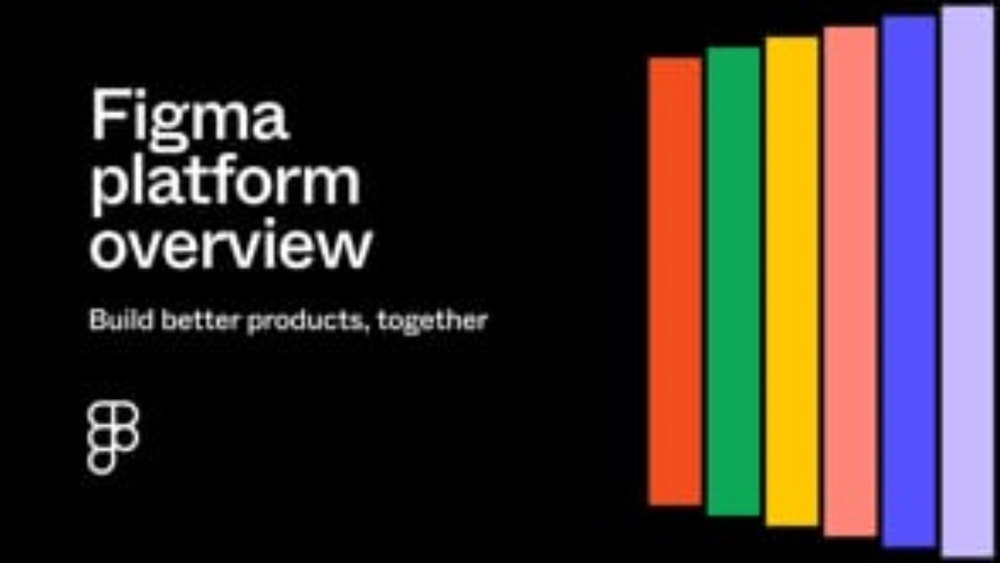 Figma
platform
overview
Build better products, together